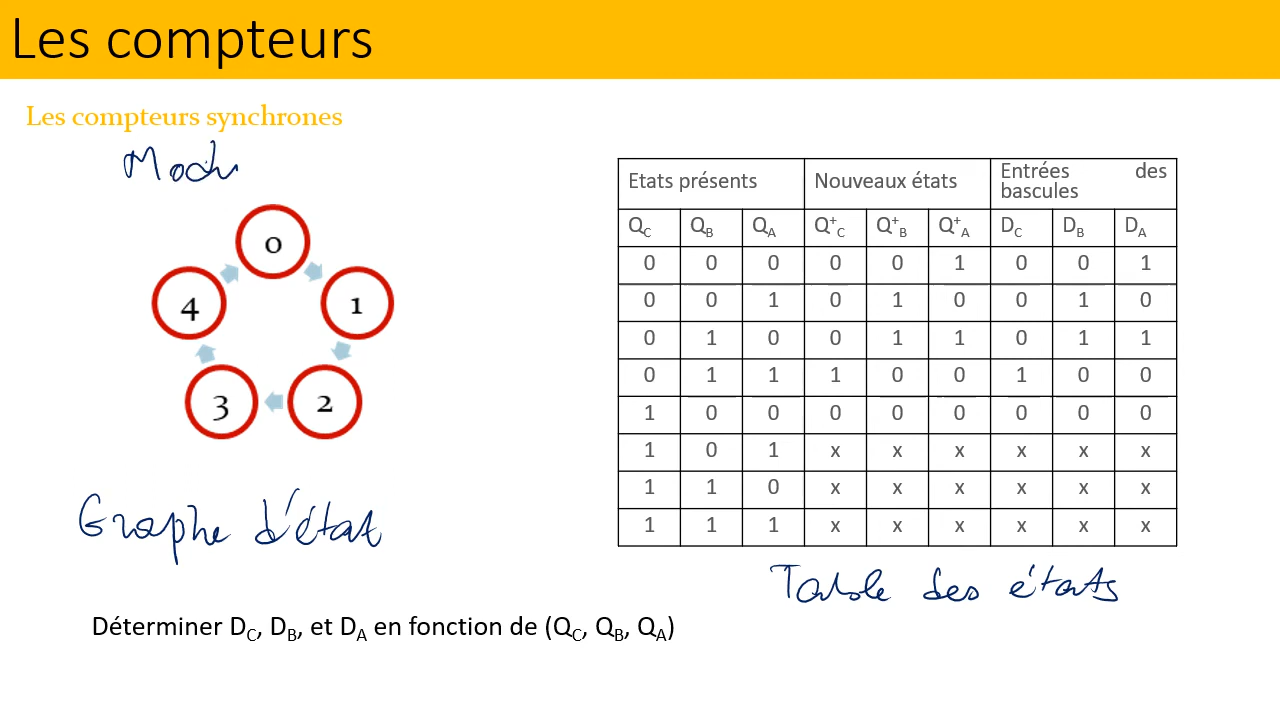 Les compteurs
Les compteurs synchrones
Modu
0
1
2
3
4
Graphe d'état
Etats présents Nouveaux états Entrées des bascules
QC QB QA Q+C Q+B Q+A DC DB DA
0 0 0 0 0 1 0 0 1
0 0 1 0 1 0 0 1 0
0 1 0 0 1 1 0 1 1
0 1 1 1 0 0 1 0 0
1 0 0 0 0 0 0 0 0
1 0 1 x x x x x x
1 1 0 x x x x x x
1 1 1 x x x x x x
Table des états
Déterminer DC, DB, et DA en fonction de (QC, QB, QA)